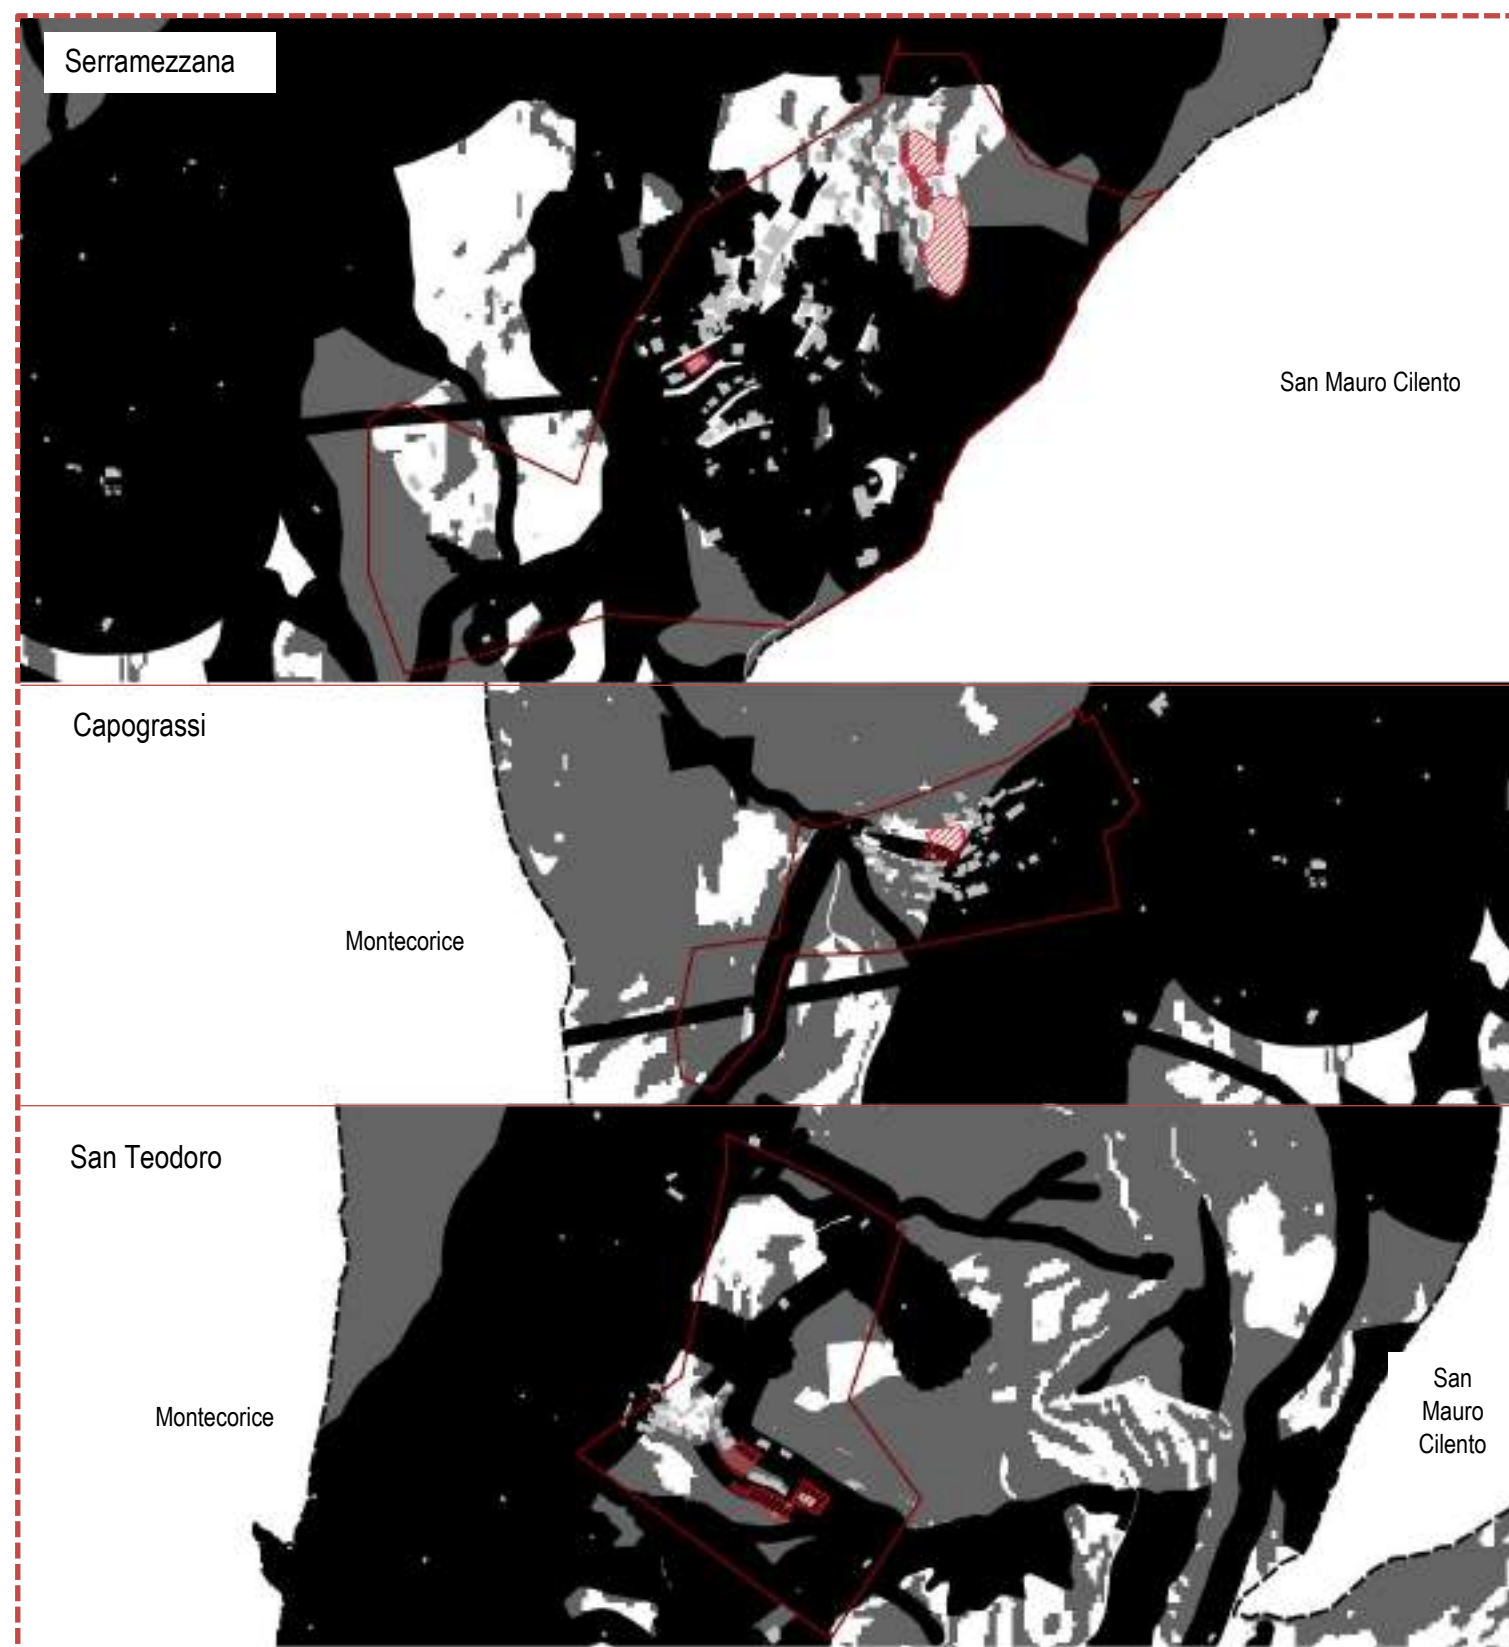 Serramezzana
San Mauro Cilento
Capograssi
Montecorice
San Teodoro
Montecorice
San
Mauro
Cilento